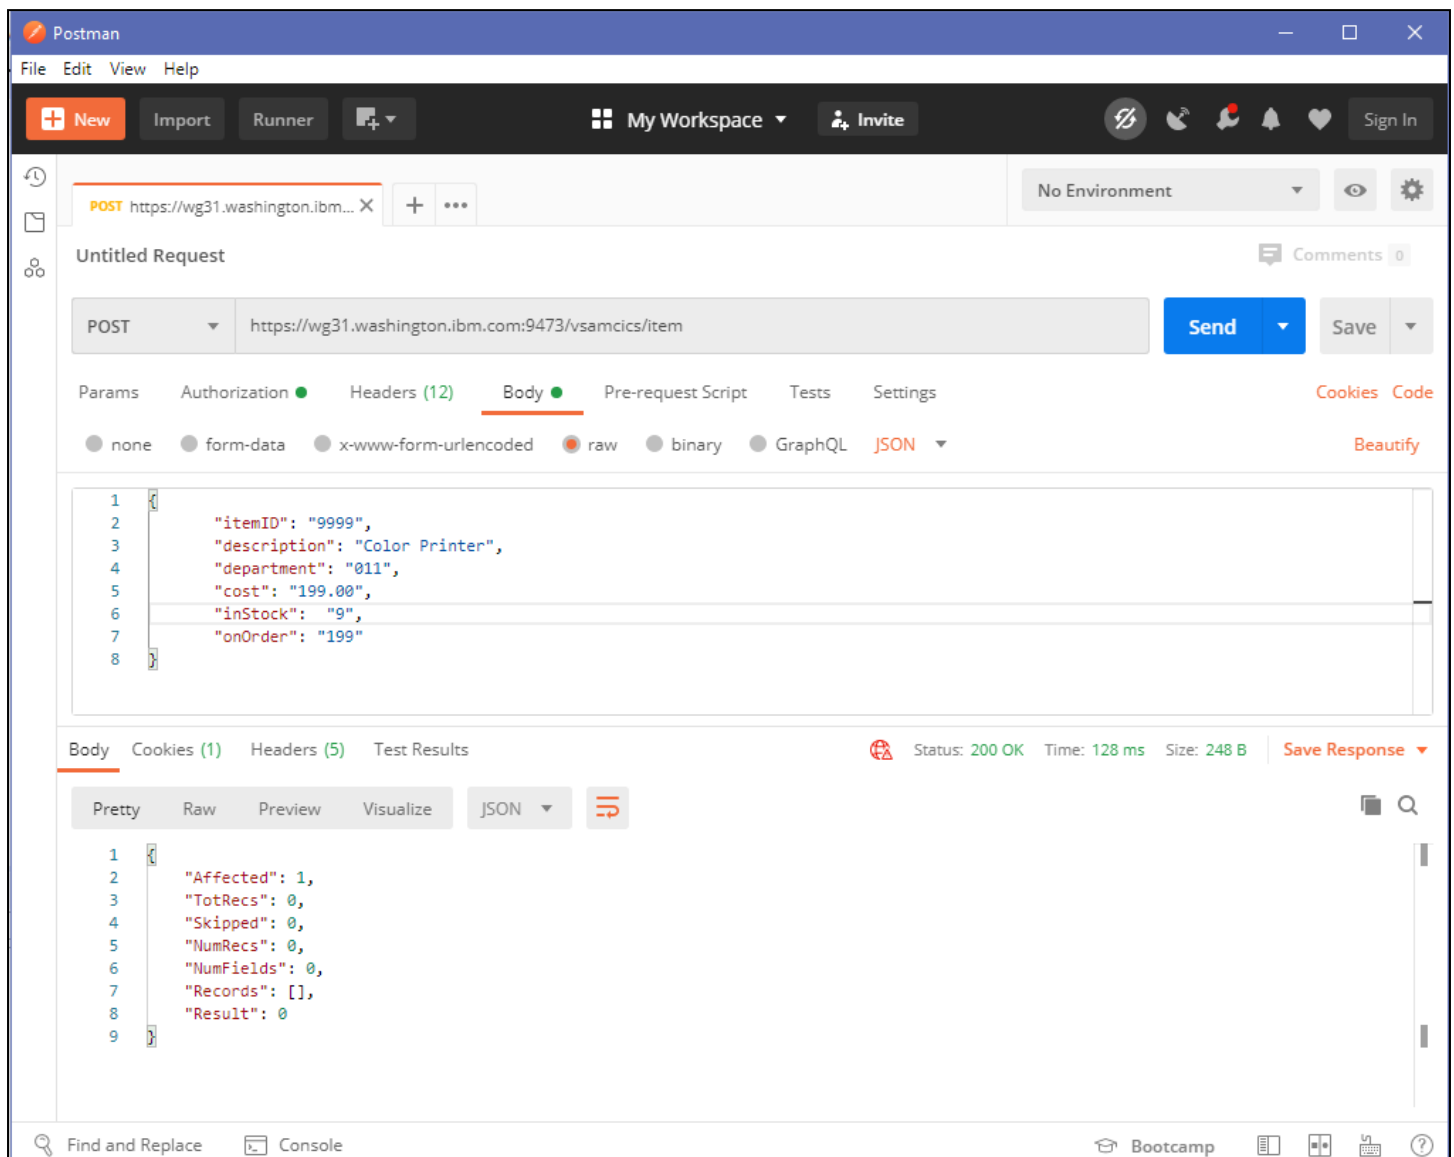 Postman
File Edit View Help
New Import Runner My Workspace Invite Sign In
POST https://wg31.washington.ibm... No Environment
Untitled Request Comments 0
POST https://wg31.washington.ibm.com:9473/vsamcics/item Send Save
Params Authorization Headers (12) Body Pre-request Script Tests Settings Cookies Code
none form-data x-www-form-urlencoded raw binary GraphQL JSON Beautify
1 {
2 "itemID": "9999",
3 "description": "Color Printer",
4 "department": "011",
5 "cost": "199.00",
6 "inStock":  "9",
7 "onOrder": "199"
8 }
Body Cookies (1) Headers (5) Test Results Status: 200 OK Time: 128 ms Size: 248 B Save Response
Pretty Raw Preview Visualize JSON
1 {
2 "Affected": 1,
3 "TotRecs": 0,
4 "Skipped": 0,
5 "NumRecs": 0,
6 "NumFields": 0,
7 "Records": [],
8 "Result": 0
9 }
Find and Replace Console Bootcamp